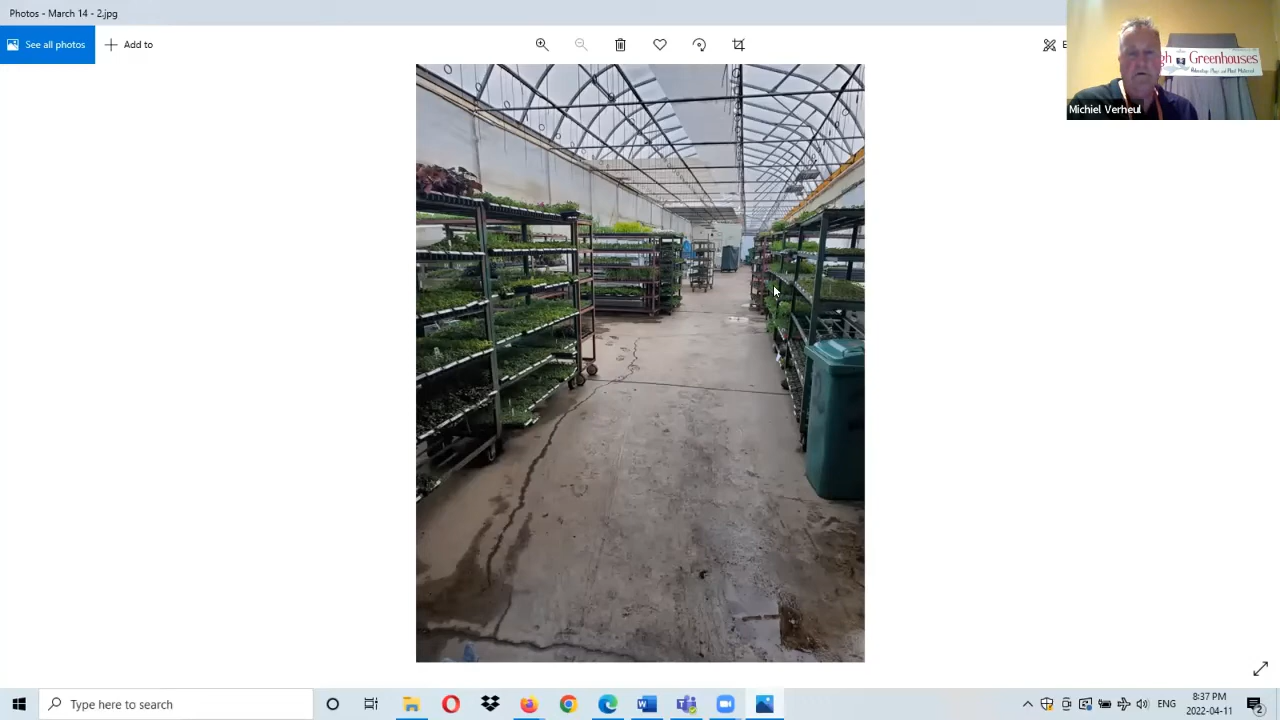 Photos - March 14 - 2.jpg
See all photos
Add to
Greenhouses
Michiel Verheul
Type here to search
ENG
8:37 PM
2022-04-11
2